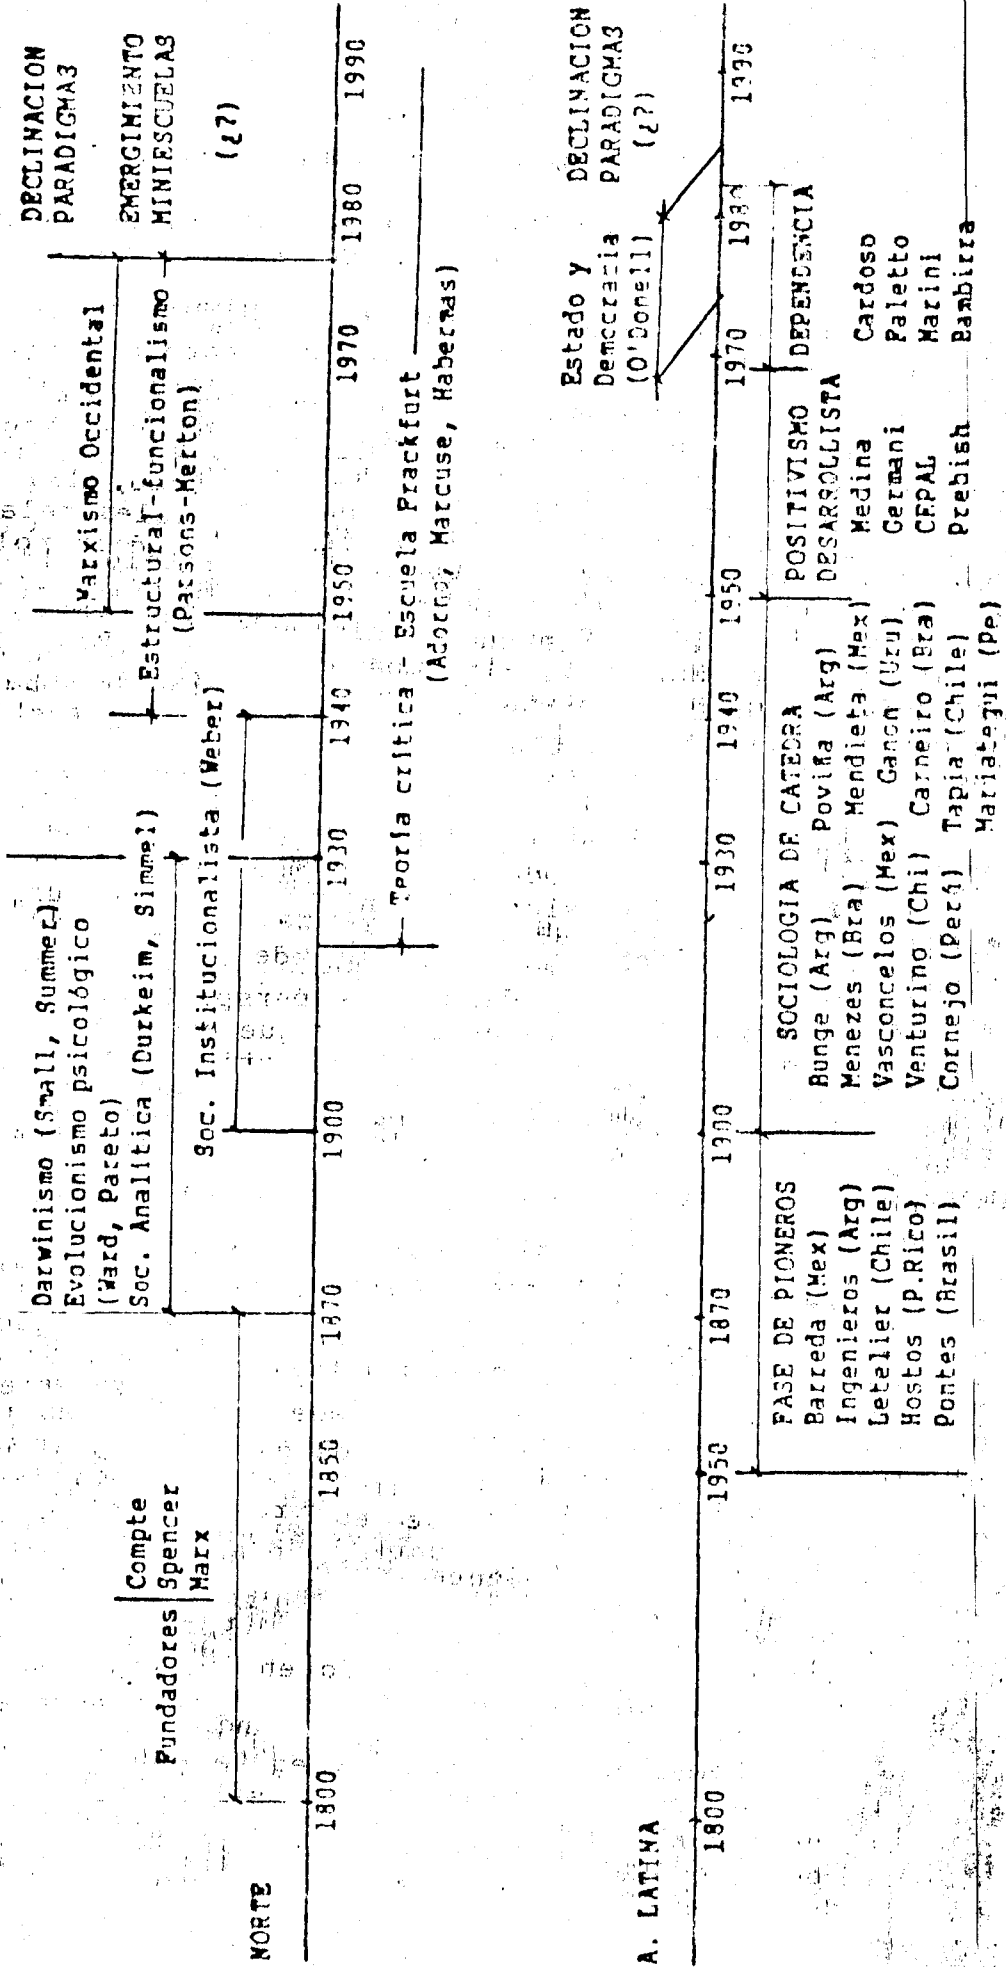 DECLINACION
PARADIGMAS
EMERGIMIENTO
MINIESCUELAS
(¿?)
Marxismo Occidental
Estructural-funcionalismo
(Parsons-Merton)
Darwinismo (Small, Summer)
Evolucionismo psicológico
(Ward, Pareto)
Soc. Analítica (Durkeim, Simmel)
Soc. Institucionalista (Weber)
Fundadores
Compte
Spencer
Marx
NORTE
1800 1850 1870 1900 1930 1940 1950 1970 1980 1990
Teoría crítica - Escuela Frackfurt
(Adorno, Marcuse, Habermas)
Estado y
Democracia
(O'Donell)
DECLINACION
PARADIGMAS
(¿?)
A. LATINA
1800 1950 1870 1900 1930 1940 1950 1970 1980 1990
FASE DE PIONEROS
Barreda (Mex)
Ingenieros (Arg)
Letelier (Chile)
Hostos (P.Rico)
Pontes (Brasil)
SOCIOLOGIA DE CATEDRA
Bunge (Arg) Poviña (Arg)
Menezes (Bra) Mendieta (Mex)
Vasconcelos (Mex) Ganon (Uru)
Venturino (Chi) Carneiro (Bra)
Cornejo (Perú) Tapia (Chile)
Mariategui (Pe)
POSITIVISMO
DESARROLLISTA
Medina
Germani
CEPAL
Prebish
DEPENDENCIA
Cardoso
Faletto
Marini
Bambirra